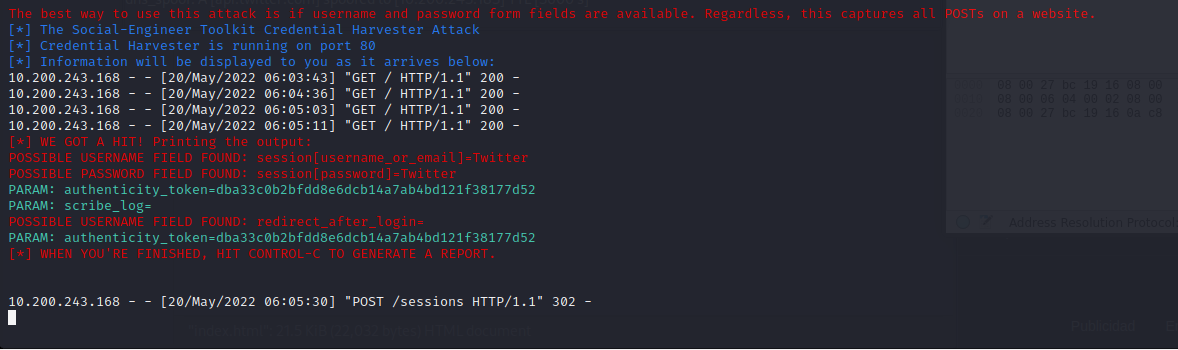 The best way to use this attack is if username and password form fields are available. Regardless, this captures all POSTs on a website.
[*] The Social-Engineer Toolkit Credential Harvester Attack
[*] Credential Harvester is running on port 80
[*] Information will be displayed to you as it arrives below:
10.200.243.168 - - [20/May/2022 06:03:43] "GET / HTTP/1.1" 200 -
10.200.243.168 - - [20/May/2022 06:04:36] "GET / HTTP/1.1" 200 -
10.200.243.168 - - [20/May/2022 06:05:03] "GET / HTTP/1.1" 200 -
10.200.243.168 - - [20/May/2022 06:05:11] "GET / HTTP/1.1" 200 -
[*] WE GOT A HIT! Printing the output:
POSSIBLE USERNAME FIELD FOUND: session[username_or_email]=Twitter
POSSIBLE PASSWORD FIELD FOUND: session[password]=Twitter
PARAM: authenticity_token=dba33c0b2bfdd8e6dcb14a7ab4bd121f38177d52
PARAM: scribe_log=
POSSIBLE USERNAME FIELD FOUND: redirect_after_login=
PARAM: authenticity_token=dba33c0b2bfdd8e6dcb14a7ab4bd121f38177d52
[*] WHEN YOU'RE FINISHED, HIT CONTROL-C TO GENERATE A REPORT.
10.200.243.168 - - [20/May/2022 06:05:30] "POST /sessions HTTP/1.1" 302 -
08 00 27 bc 19 16 08 00
08 00 06 04 00 02 08 00
08 00 27 bc 19 16 0a c8
Address Resolution Protocol
Publicidad